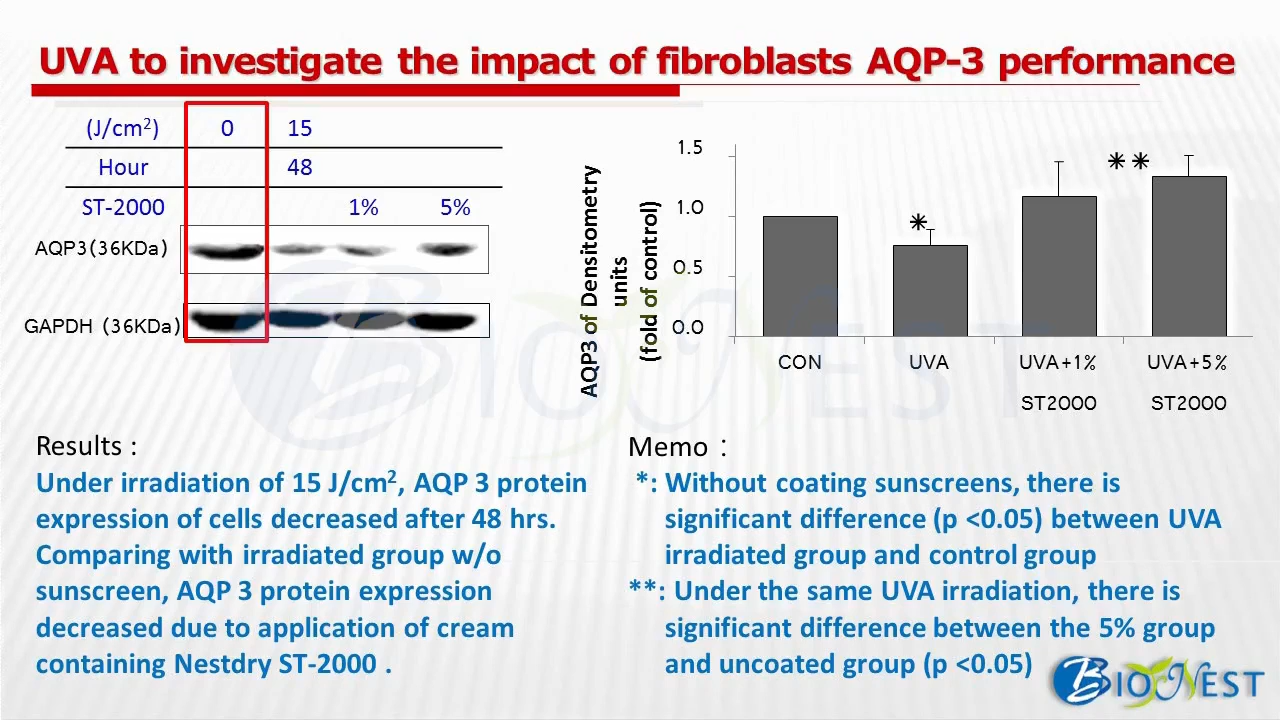 UVA to investigate the impact of fibroblasts AQP-3 performance
(J/cm²) 0 15
Hour 48
ST-2000 1% 5%
AQP3(36KDa)
GAPDH (36KDa)
AQP3 of Densitometry
units
(fold of control)
1.5
1.0
0.5
0.0
* **
CON UVA UVA+1% UVA+5%
ST2000 ST2000
Results :
Under irradiation of 15 J/cm², AQP 3 protein
expression of cells decreased after 48 hrs.
Comparing with irradiated group w/o
sunscreen, AQP 3 protein expression
decreased due to application of cream
containing Nestdry ST-2000 .
Memo：
*: Without coating sunscreens, there is
significant difference (p <0.05) between UVA
irradiated group and control group
**: Under the same UVA irradiation, there is
significant difference between the 5% group
and uncoated group (p <0.05)
BIONEST
BIONEST